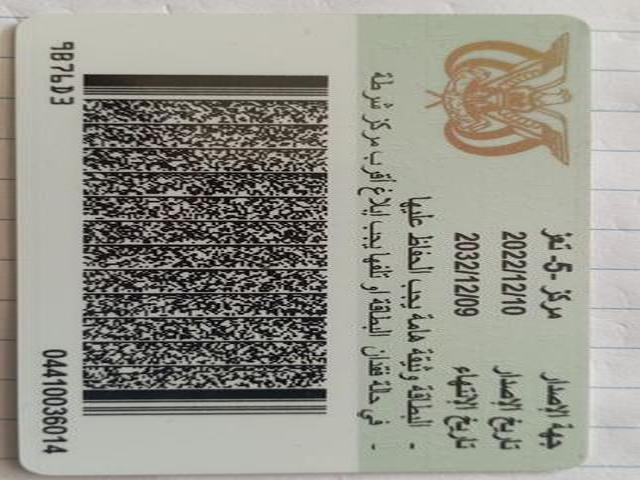 جهة الإصدار مركز -5- تعز
تاريخ الإصدار 2022/12/10
تاريخ الإنتهاء 2032/12/09
- البطاقة وثيقة هامة يجب الحفاظ عليها
- في حالة فقدان البطاقة او تلفها يجب إبلاغ أقرب مركز شرطة
9B76D3
04410036014